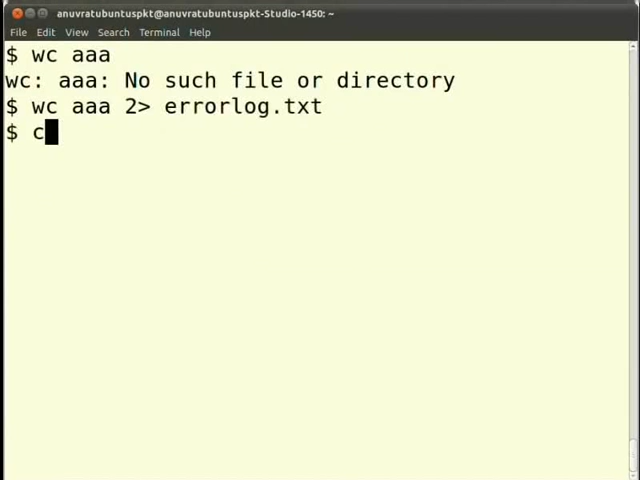 anuvratubuntuspkt@anuvratubuntuspkt-Studio-1450: ~
File Edit View Search Terminal Help
$ wc aaa
wc: aaa: No such file or directory
$ wc aaa 2> errorlog.txt
$ c